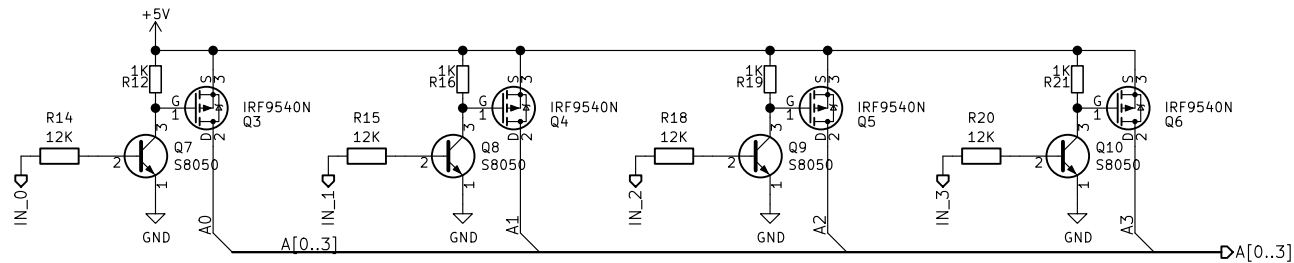 +5V
1K
R12
S
3
G
1
D
2
IRF9540N
Q3
R14
12K
3
2
1
Q7
S8050
IN_0
GND
A0
1K
R16
S
3
G
1
D
2
IRF9540N
Q4
R15
12K
3
2
1
Q8
S8050
IN_1
GND
A1
1K
R19
S
3
G
1
D
2
IRF9540N
Q5
R18
12K
3
2
1
Q9
S8050
IN_2
GND
A2
1K
R21
S
3
G
1
D
2
IRF9540N
Q6
R20
12K
3
2
1
Q10
S8050
IN_3
GND
A3
A[0..3]
A[0..3]